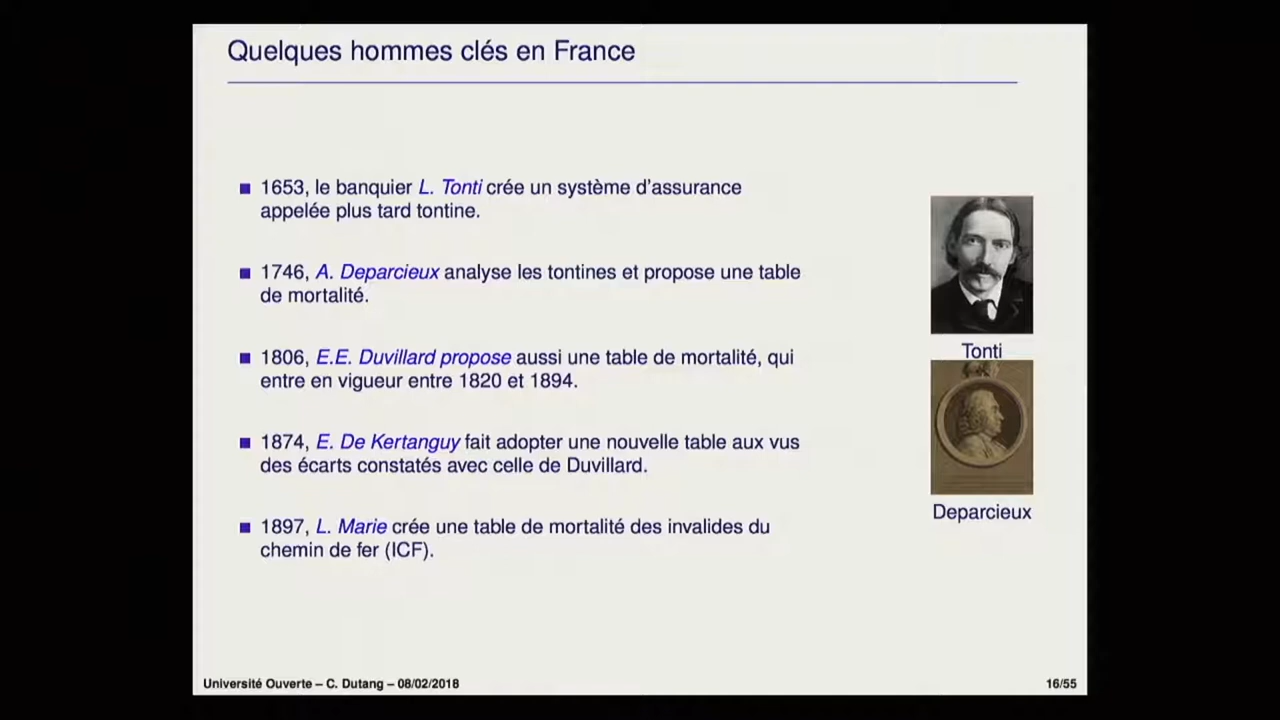 Quelques hommes clés en France
1653, le banquier L. Tonti crée un système d'assurance
appelée plus tard tontine.
1746, A. Deparcieux analyse les tontines et propose une table
de mortalité.
1806, E.E. Duvillard propose aussi une table de mortalité, qui
entre en vigueur entre 1820 et 1894.
1874, E. De Kertanguy fait adopter une nouvelle table aux vus
des écarts constatés avec celle de Duvillard.
1897, L. Marie crée une table de mortalité des invalides du
chemin de fer (ICF).
Tonti
Deparcieux
Université Ouverte – C. Dutang – 08/02/2018
16/55